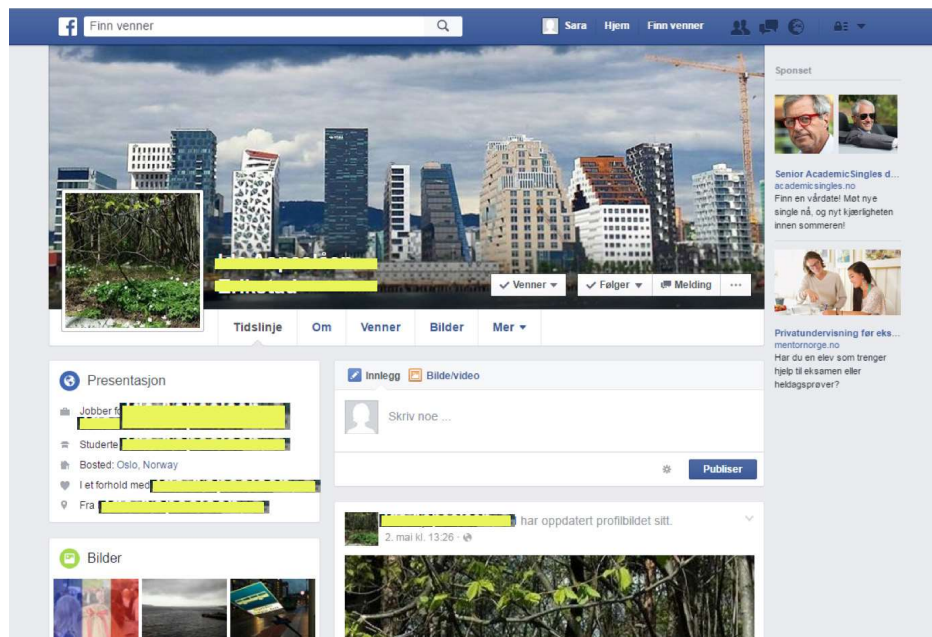 Finn venner
Sara Hjem Finn venner
Sponset
Senior AcademicSingles d...
academicsingles.no
Finn en vårdate! Møt nye
single nå, og nyt kjærligheten
innen sommeren!
Venner Følger Melding ...
Tidslinje Om Venner Bilder Mer
Privatundervisning før eks...
mentornorge.no
Har du en elev som trenger
hjelp til eksamen eller
heldagsprøver?
Presentasjon
Jobber
Studerte
Bosted: Oslo, Norway
I et forhold med
Fra
Innlegg Bilde/video
Skriv noe ...
Publiser
har oppdatert profilbildet sitt.
2. mai kl. 13:26
Bilder